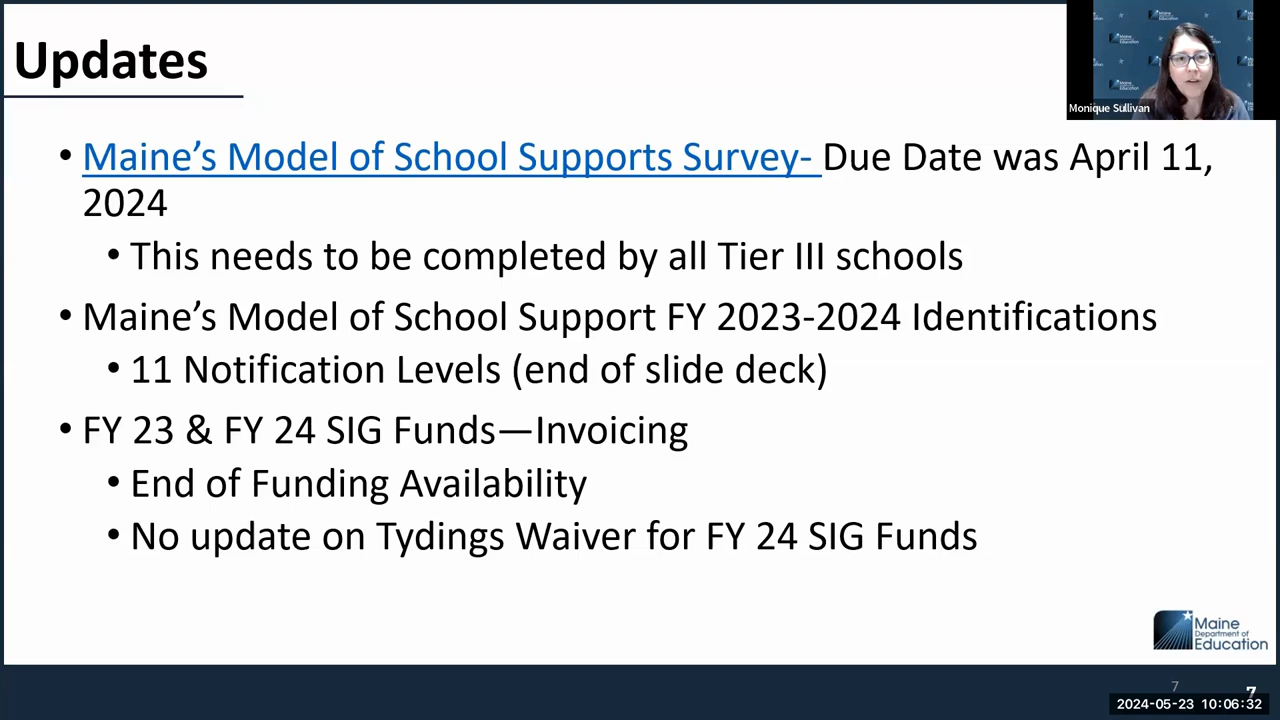 Updates
Monique Sullivan
• Maine’s Model of School Supports Survey- Due Date was April 11,
2024
• This needs to be completed by all Tier III schools
• Maine’s Model of School Support FY 2023-2024 Identifications
• 11 Notification Levels (end of slide deck)
• FY 23 & FY 24 SIG Funds—Invoicing
• End of Funding Availability
• No update on Tydings Waiver for FY 24 SIG Funds
Maine
Department of
Education
7
7
2024-05-23 10:06:32